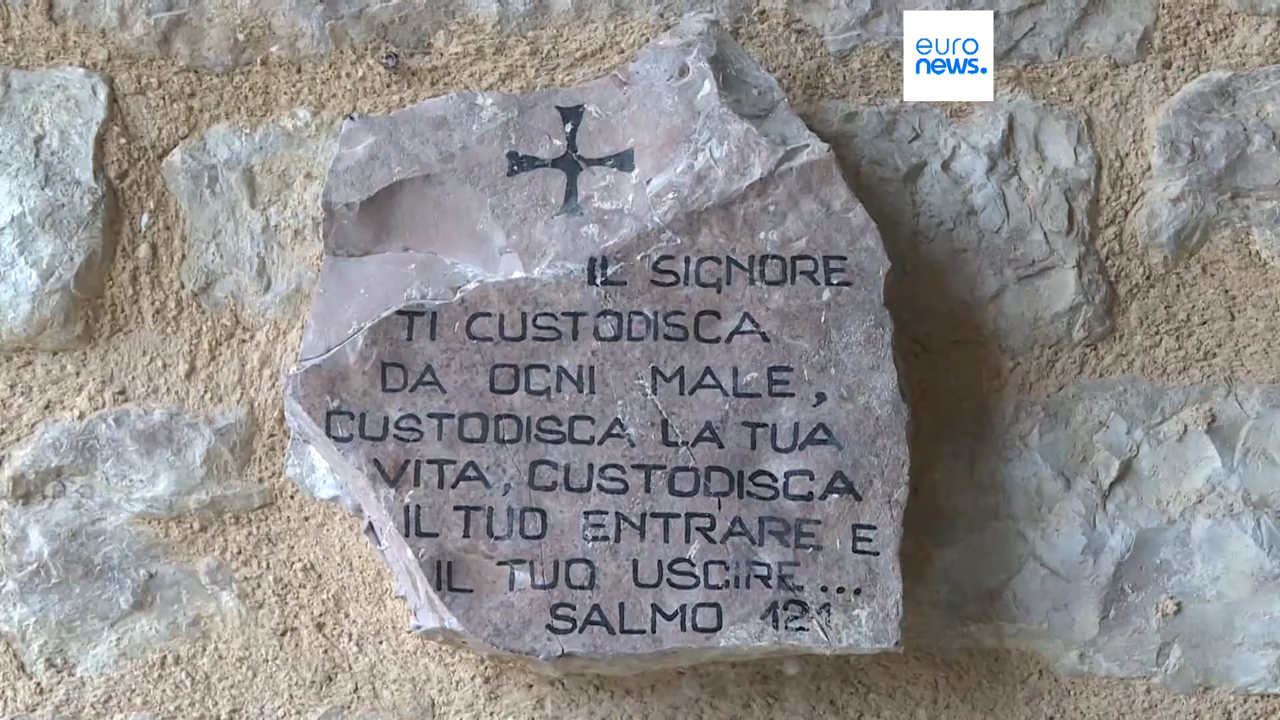 euro
news.
IL SIGNORE
TI CUSTODISCA
DA OGNI MALE,
CUSTODISCA LA TUA
VITA, CUSTODISCA
IL TUO ENTRARE E
IL TUO USCIRE...
SALMO 121